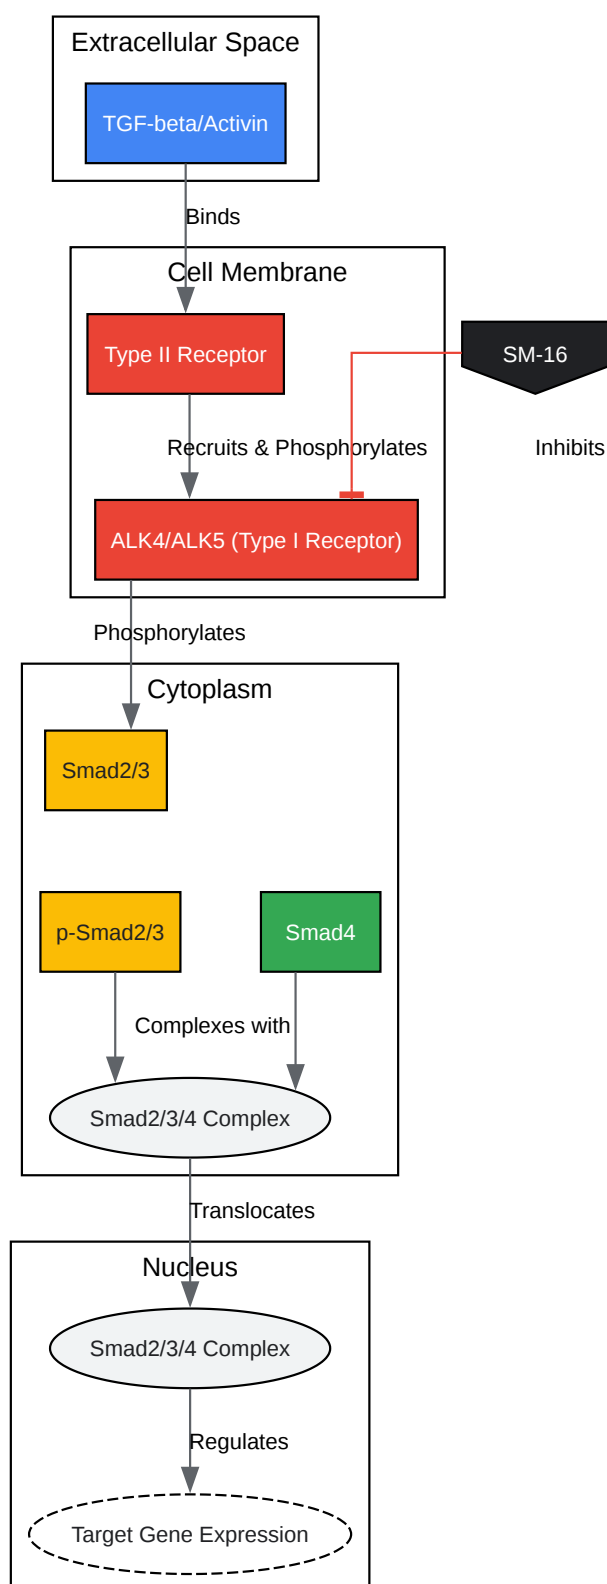 Extracellular Space
TGF-beta/Activin
Binds
Cell Membrane
Type II Receptor
SM-16
Recruits & Phosphorylates
Inhibits
ALK4/ALK5 (Type I Receptor)
Phosphorylates
Cytoplasm
Smad2/3
p-Smad2/3
Smad4
Complexes with
Smad2/3/4 Complex
Translocates
Nucleus
Smad2/3/4 Complex
Regulates
Target Gene Expression